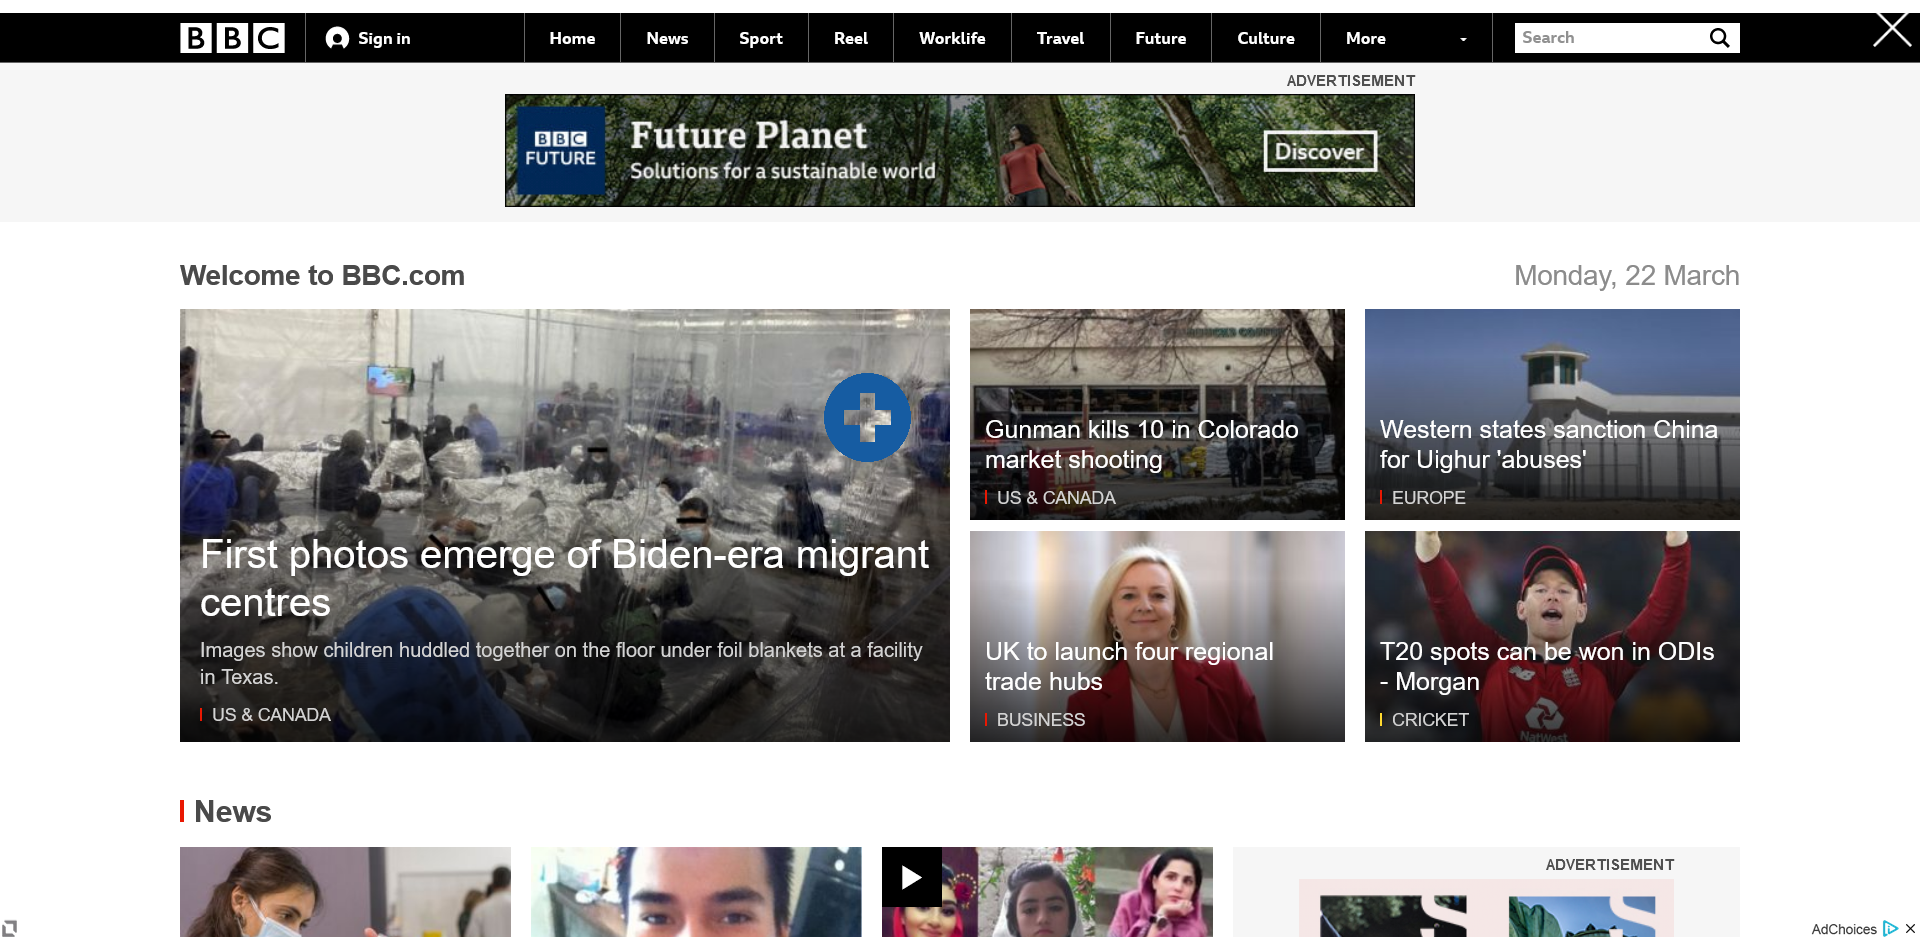 BBC
Sign in
Home
News
Sport
Reel
Worklife
Travel
Future
Culture
More
Search
ADVERTISEMENT
BBC
FUTURE
Future Planet
Solutions for a sustainable world
Discover
Welcome to BBC.com
Monday, 22 March
First photos emerge of Biden-era migrant
centres
Images show children huddled together on the floor under foil blankets at a facility
in Texas.
US & CANADA
Gunman kills 10 in Colorado
market shooting
US & CANADA
Western states sanction China
for Uighur 'abuses'
EUROPE
UK to launch four regional
trade hubs
BUSINESS
T20 spots can be won in ODIs
- Morgan
CRICKET
NatWest
News
ADVERTISEMENT
AdChoices